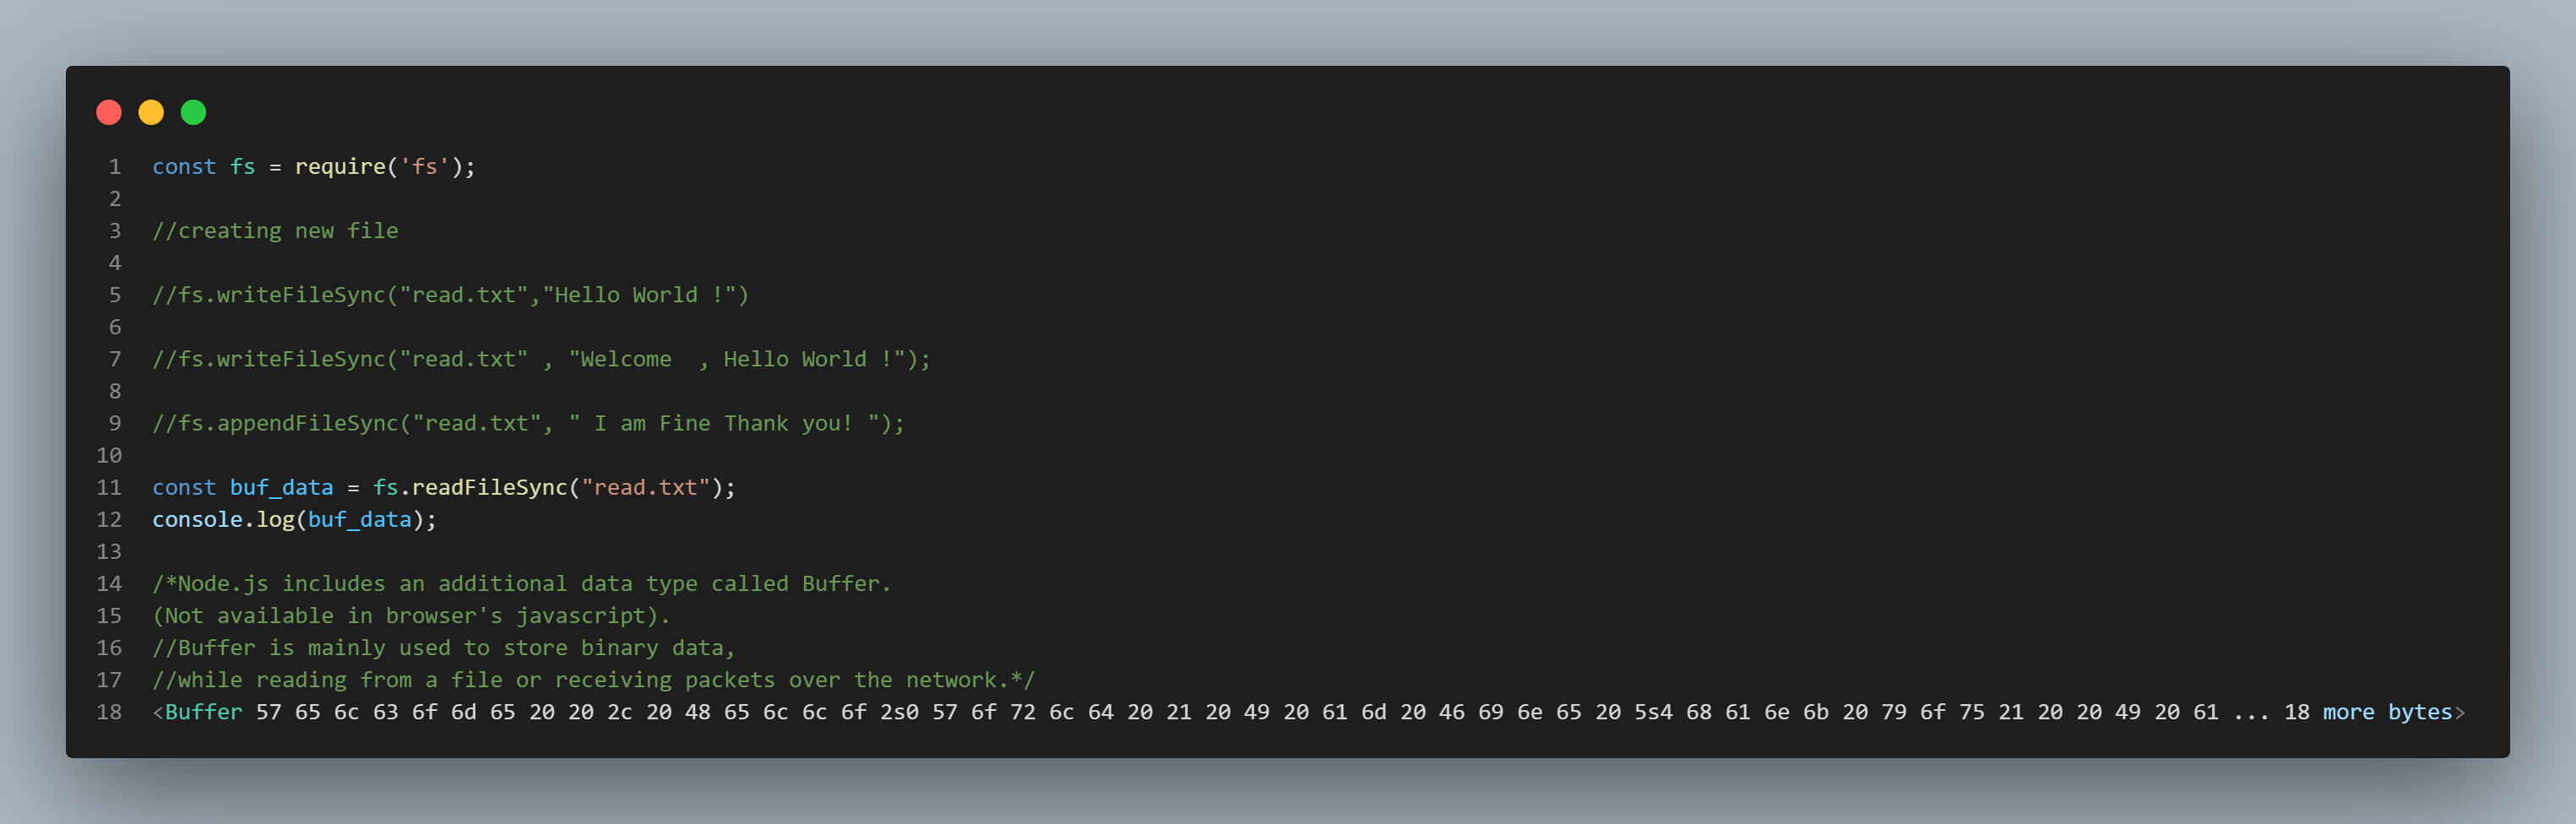 1 const fs = require('fs');
2
3 //creating new file
4
5 //fs.writeFileSync("read.txt","Hello World !")
6
7 //fs.writeFileSync("read.txt" , "Welcome  , Hello World !");
8
9 //fs.appendFileSync("read.txt", " I am Fine Thank you! ");
10
11 const buf_data = fs.readFileSync("read.txt");
12 console.log(buf_data);
13
14 /*Node.js includes an additional data type called Buffer.
15 (Not available in browser's javascript).
16 //Buffer is mainly used to store binary data,
17 //while reading from a file or receiving packets over the network.*/
18 <Buffer 57 65 6c 63 6f 6d 65 20 20 2c 20 48 65 6c 6c 6f 2s0 57 6f 72 6c 64 20 21 20 49 20 61 6d 20 46 69 6e 65 20 5s4 68 61 6e 6b 20 79 6f 75 21 20 20 49 20 61 ... 18 more bytes>